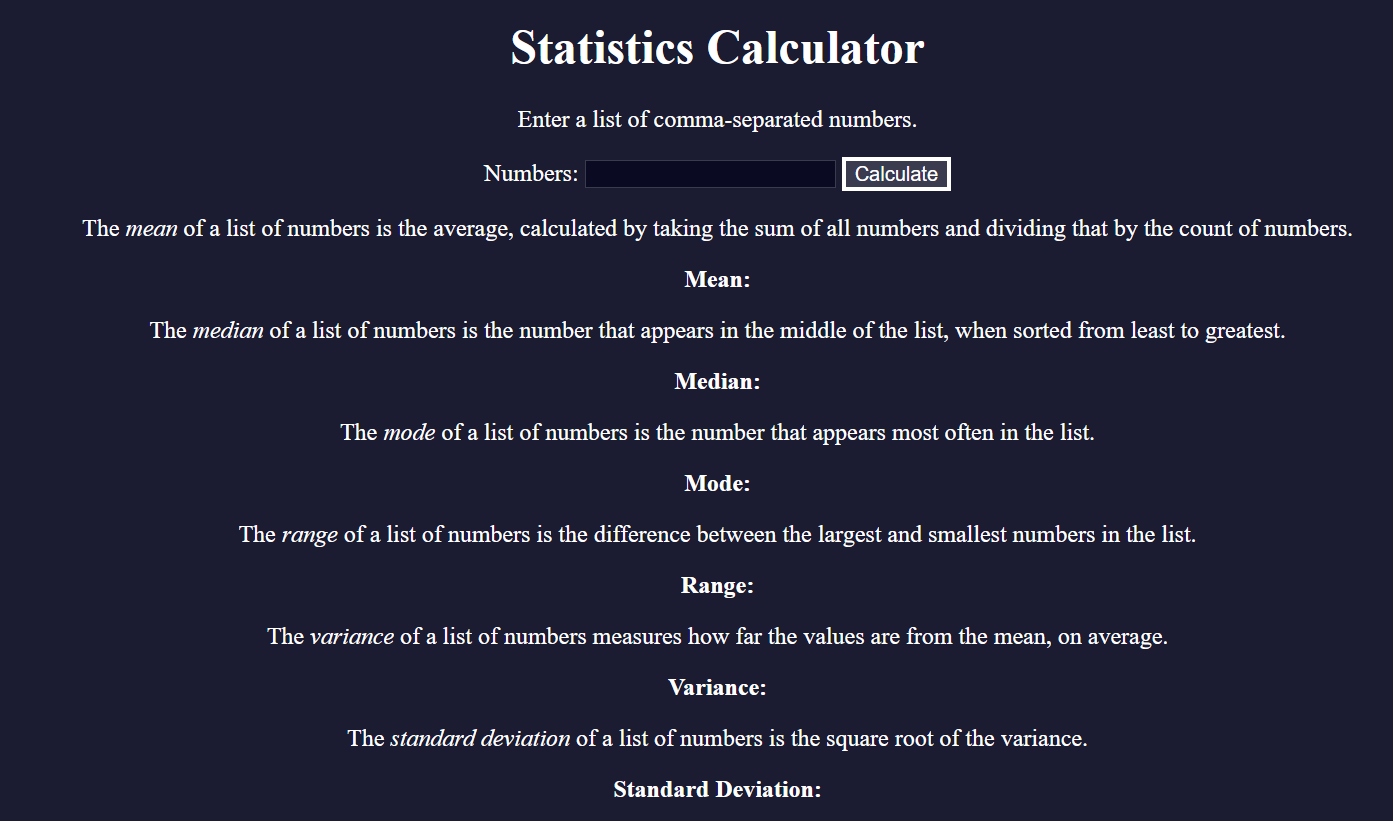 Statistics Calculator
Enter a list of comma-separated numbers.
Numbers: Calculate
The mean of a list of numbers is the average, calculated by taking the sum of all numbers and dividing that by the count of numbers.
Mean:
The median of a list of numbers is the number that appears in the middle of the list, when sorted from least to greatest.
Median:
The mode of a list of numbers is the number that appears most often in the list.
Mode:
The range of a list of numbers is the difference between the largest and smallest numbers in the list.
Range:
The variance of a list of numbers measures how far the values are from the mean, on average.
Variance:
The standard deviation of a list of numbers is the square root of the variance.
Standard Deviation: